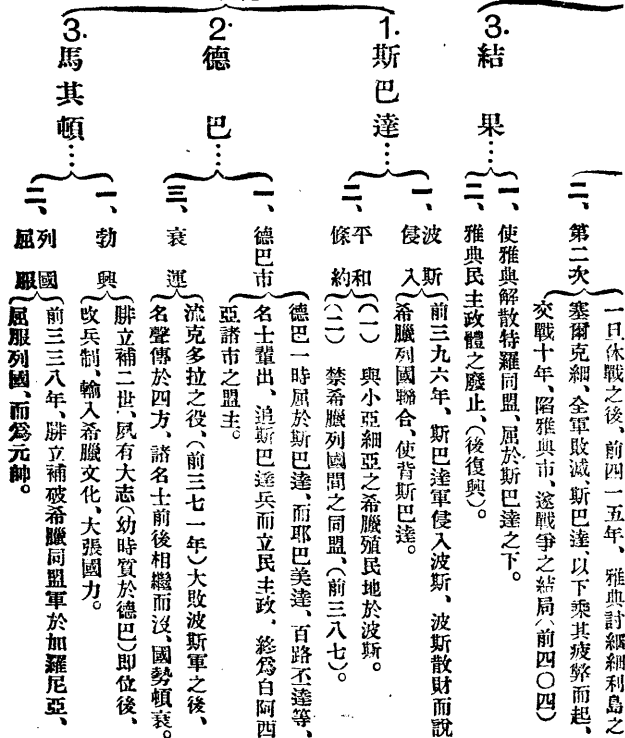 一旦休戰之後、前四一五年、雅典討細細利島之
二、第二次
塞爾克細、全軍敗滅、斯巴達、以下乘其疲弊而起、
交戰十年、陷雅典市、遂戰爭之結局（前四〇四）
3. 結果……
一、使雅典解散特羅同盟、屈於斯巴達之下。
二、雅典民主政體之廢止、（後復興）。
1. 斯巴達……
一、波斯侵入
前三九六年、斯巴達軍侵入波斯、波斯散財而說
希臘列國聯合、使背斯巴達。
二、平和條約
（一）與小亞細亞之希臘殖民地於波斯。
（二）禁希臘列國間之同盟、（前三八七）。
2. 德巴……
一、德巴市
德巴一時屈於斯巴達、而耶巴美達、百路丕達等、
名士輩出、追斯巴達兵而立民主政、終爲白阿西
亞諸市之盟主。
三、衰運
流克多拉之役、（前三七一年）大敗波斯軍之後、
名聲傳於四方、諸名士前後相繼而沒、國勢頓衰。
3. 馬其頓……
一、勃興
腓立補二世、夙有大志（幼時質於德巴）即位後、
改兵制、輸入希臘文化、大張國力。
二、列國屈服
前三三八年、腓立補破希臘同盟軍於加羅尼亞、
屈服列國、而爲元帥。